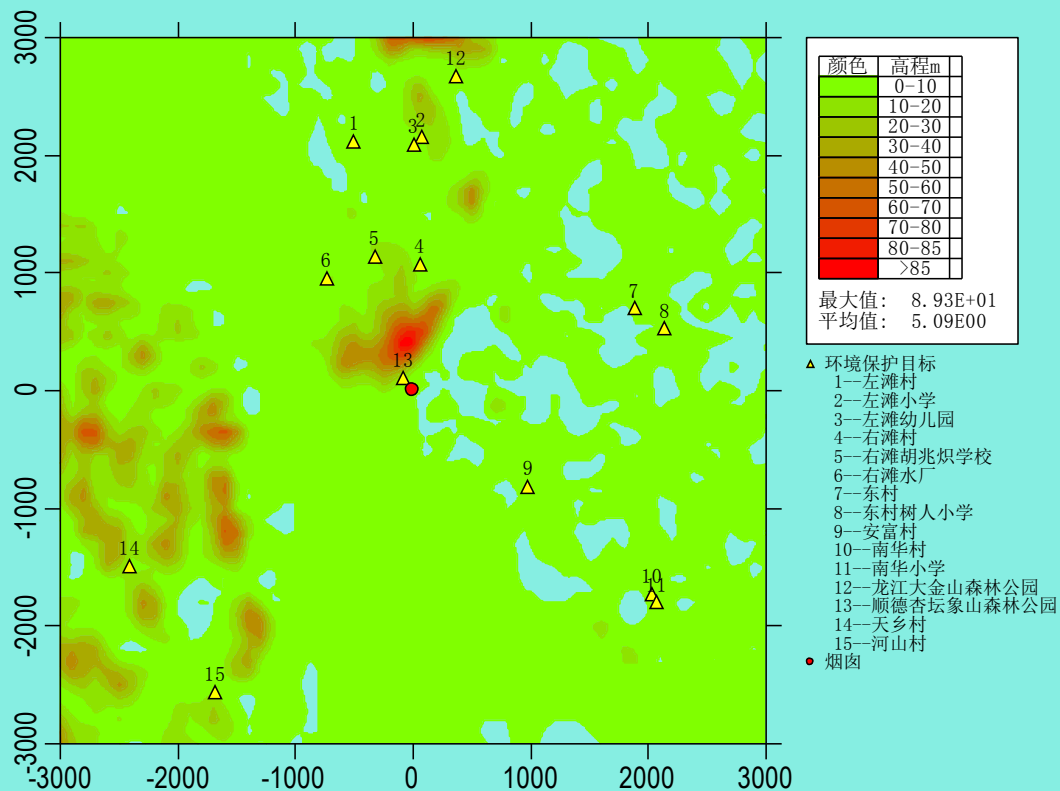 3000
2000
1000
0
-1000
-2000
-3000
-3000
-2000
-1000
0
1000
2000
3000
12
1
2
3
5
4
6
7
8
13
9
14
10
11
15
颜色 高程m
0-10
10-20
20-30
30-40
40-50
50-60
60-70
70-80
80-85
>85
最大值: 8.93E+01
平均值: 5.09E00
环境保护目标
1--左滩村
2--左滩小学
3--左滩幼儿园
4--右滩村
5--右滩胡兆炽学校
6--右滩水厂
7--东村
8--东村树人小学
9--安富村
10--南华村
11--南华小学
12--龙江大金山森林公园
13--顺德杏坛象山森林公园
14--天乡村
15--河山村
烟囱